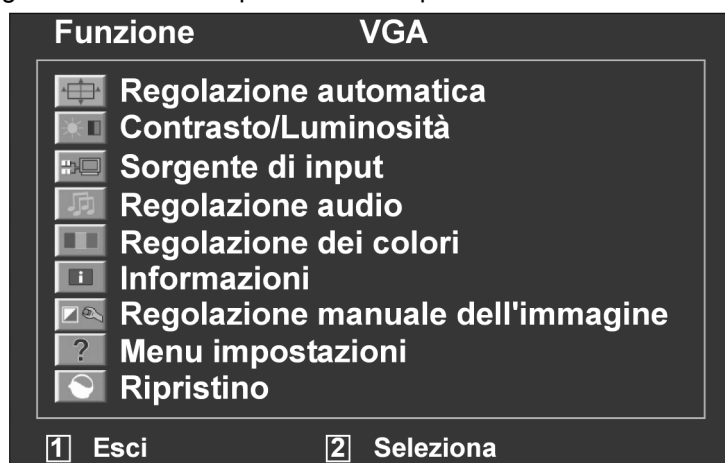 Funzione VGA
Regolazione automatica
Contrasto/Luminosità
Sorgente di input
Regolazione audio
Regolazione dei colori
Informazioni
Regolazione manuale dell'immagine
Menu impostazioni
Ripristino
1 Esci 2 Seleziona